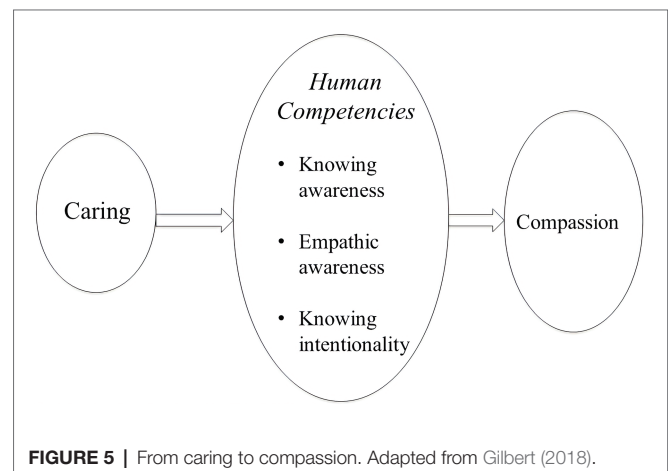 Human
Competencies
• Knowing
awareness
Caring
• Empathic
awareness
Compassion
• Knowing
intentionality
FIGURE 5 | From caring to compassion. Adapted from Gilbert (2018).